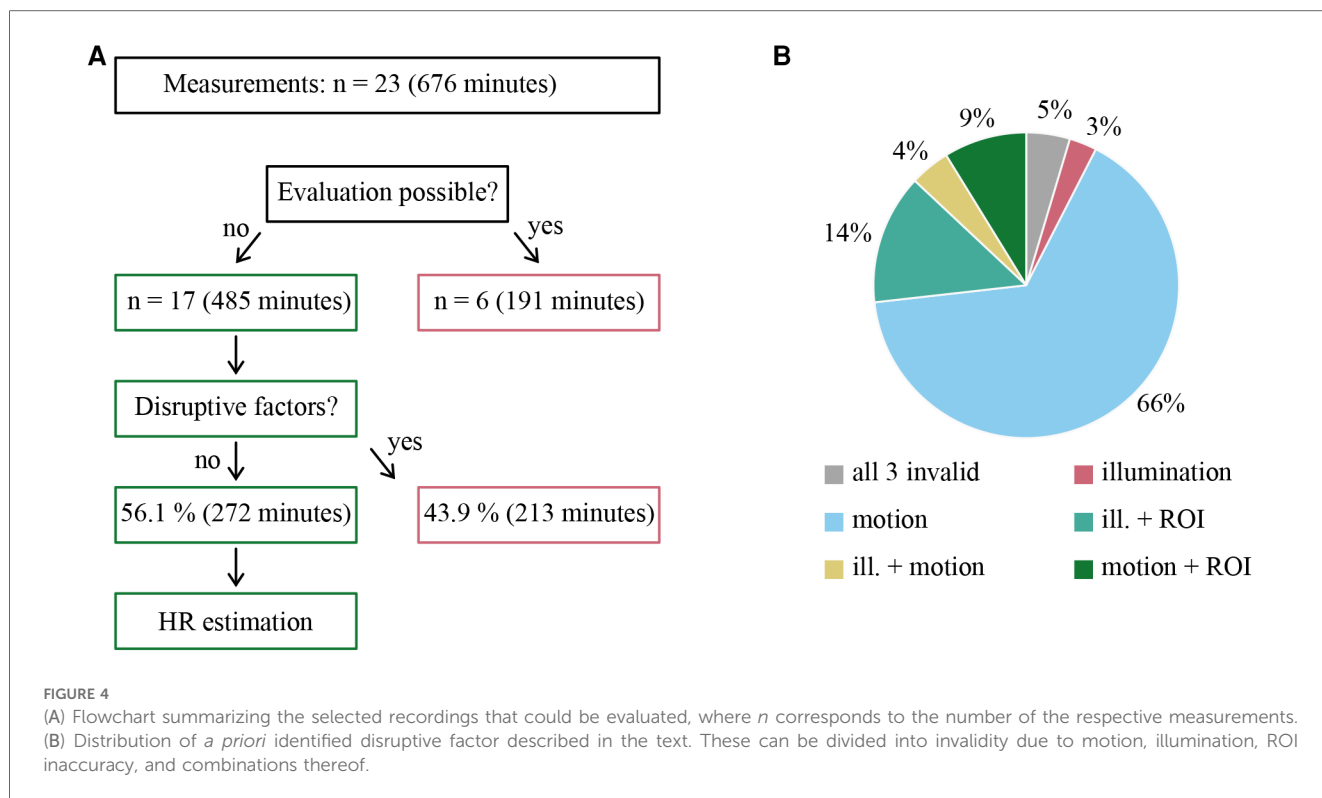 A
Measurements: n = 23 (676 minutes)
Evaluation possible?
no
yes
n = 17 (485 minutes)
n = 6 (191 minutes)
Disruptive factors?
no
yes
56.1 % (272 minutes)
43.9 % (213 minutes)
HR estimation
B
5%
3%
9%
4%
14%
66%
all 3 invalid
illumination
motion
ill. + ROI
ill. + motion
motion + ROI
FIGURE 4
(A) Flowchart summarizing the selected recordings that could be evaluated, where n corresponds to the number of the respective measurements.
(B) Distribution of a priori identified disruptive factor described in the text. These can be divided into invalidity due to motion, illumination, ROI
inaccuracy, and combinations thereof.